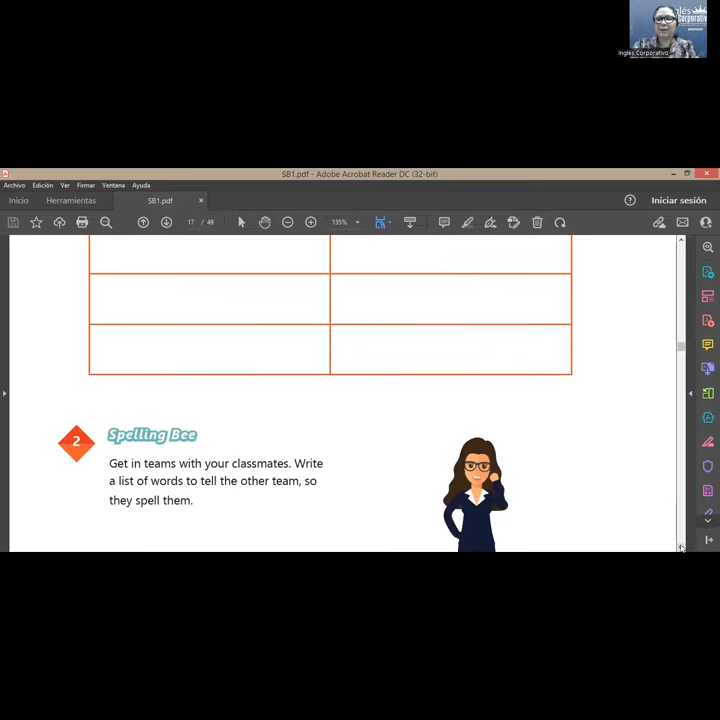 Inglés
Corporativo
Ingles Corporativo
SB1.pdf - Adobe Acrobat Reader DC (32-bit)
Archivo Edición Ver Firmar Ventana Ayuda
Inicio Herramientas SB1.pdf × Iniciar sesión
17 / 49 135%
2
Spelling Bee
Get in teams with your classmates. Write
a list of words to tell the other team, so
they spell them.